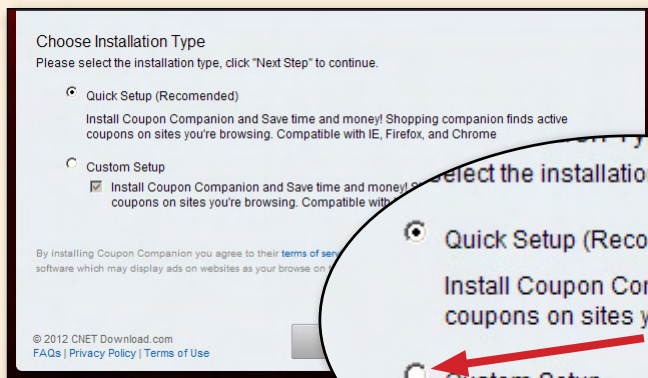 Choose Installation Type
Please select the installation type, click "Next Step" to continue.
Quick Setup (Recomended)
Install Coupon Companion and Save time and money! Shopping companion finds active
coupons on sites you're browsing. Compatible with IE, Firefox, and Chrome
Custom Setup
Install Coupon Companion and Save time and money!
coupons on sites you're browsing. Compatible with
By installing Coupon Companion you agree to their terms of
software which may display ads on websites as your browse on
© 2012 CNET Download.com
FAQs | Privacy Policy | Terms of Use
select the installatio
Quick Setup (Reco
Install Coupon Co
coupons on sites y
Setup